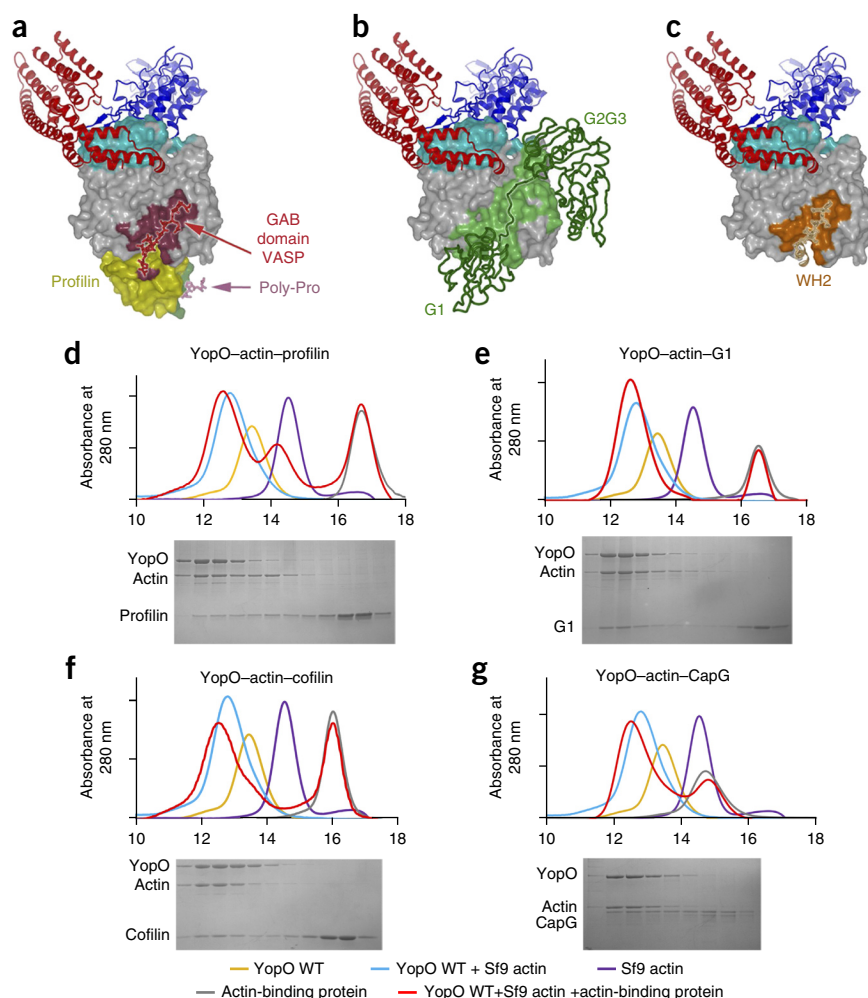 a b c
G2G3
GAB
domain
VASP
Profilin
Poly-Pro
G1
WH2
d
YopO–actin–profilin
Absorbance at
280 nm
10 12 14 16 18
YopO
Actin
Profilin
e
YopO–actin–G1
Absorbance at
280 nm
10 12 14 16 18
YopO
Actin
G1
f
YopO–actin–cofilin
Absorbance at
280 nm
10 12 14 16 18
YopO
Actin
Cofilin
g
YopO–actin–CapG
Absorbance at
280 nm
10 12 14 16 18
YopO
Actin
CapG
YopO WT YopO WT + Sf9 actin Sf9 actin
Actin-binding protein YopO WT+Sf9 actin +actin-binding protein